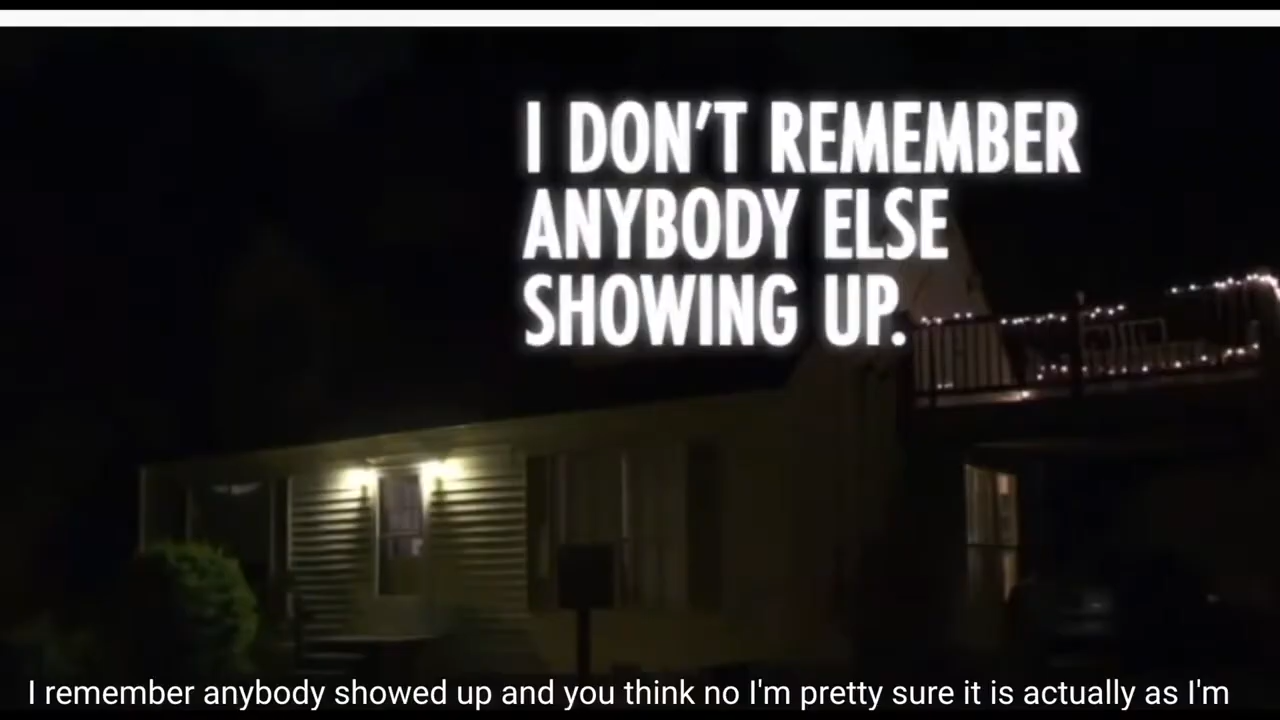 I DON'T REMEMBER
ANYBODY ELSE
SHOWING UP.
I remember anybody showed up and you think no I'm pretty sure it is actually as I'm